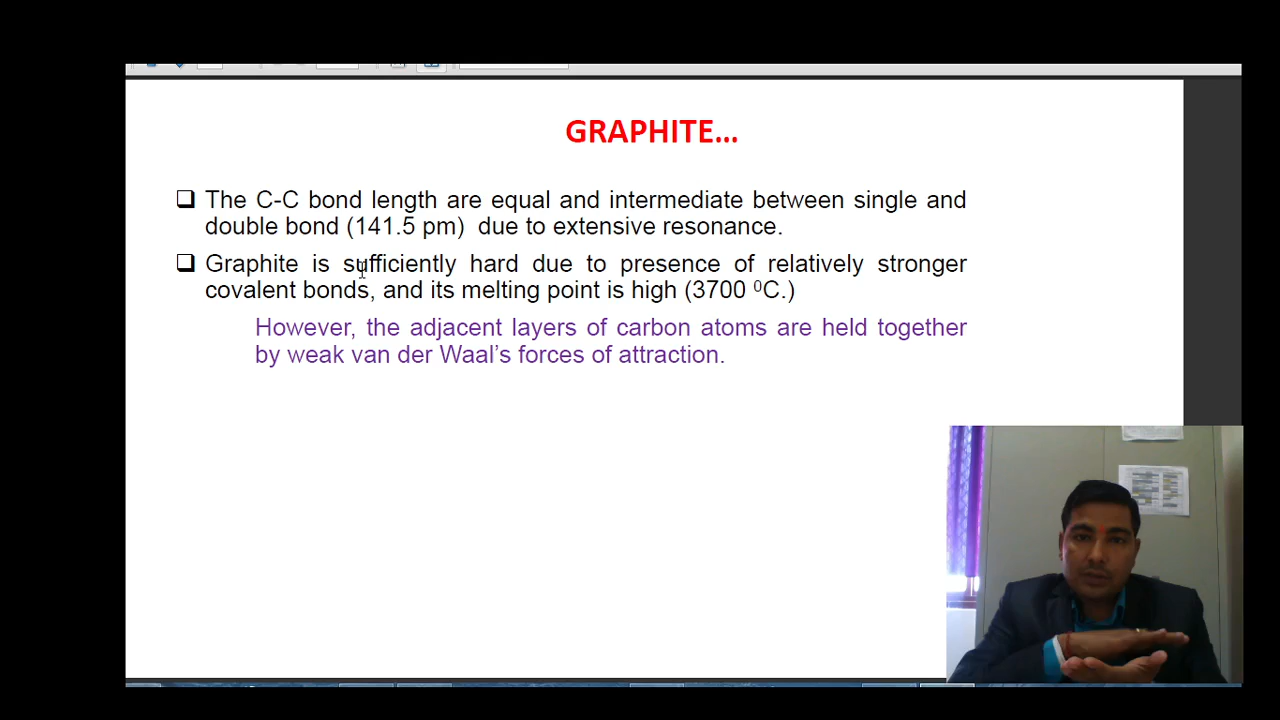 GRAPHITE...
❑ The C-C bond length are equal and intermediate between single and
double bond (141.5 pm) due to extensive resonance.
❑ Graphite is sufficiently hard due to presence of relatively stronger
covalent bonds, and its melting point is high (3700 ⁰C.)
However, the adjacent layers of carbon atoms are held together
by weak van der Waal’s forces of attraction.